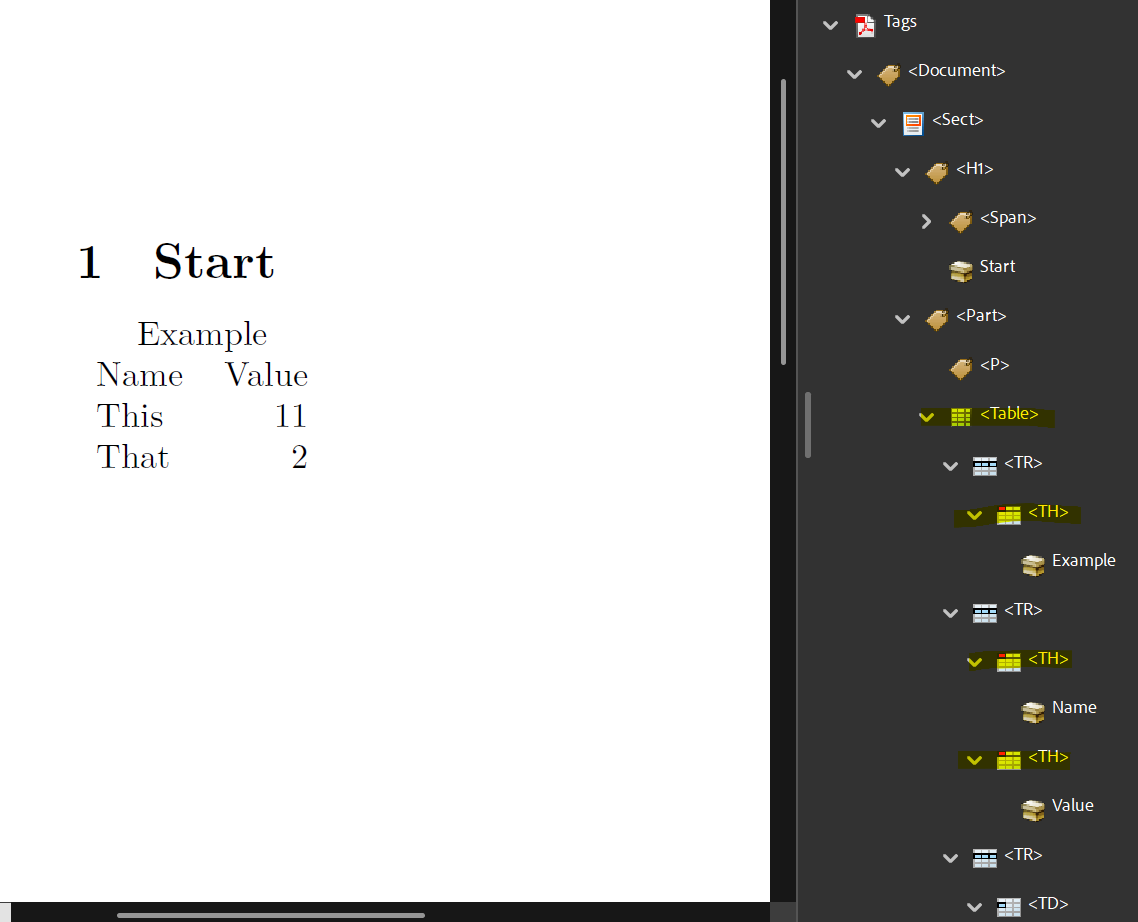 1 Start
Example
Name Value
This 11
That 2
Tags
<Document>
<Sect>
<H1>
<Span>
Start
<Part>
<P>
<Table>
<TR>
<TH>
Example
<TR>
<TH>
Name
<TH>
Value
<TR>
<TD>